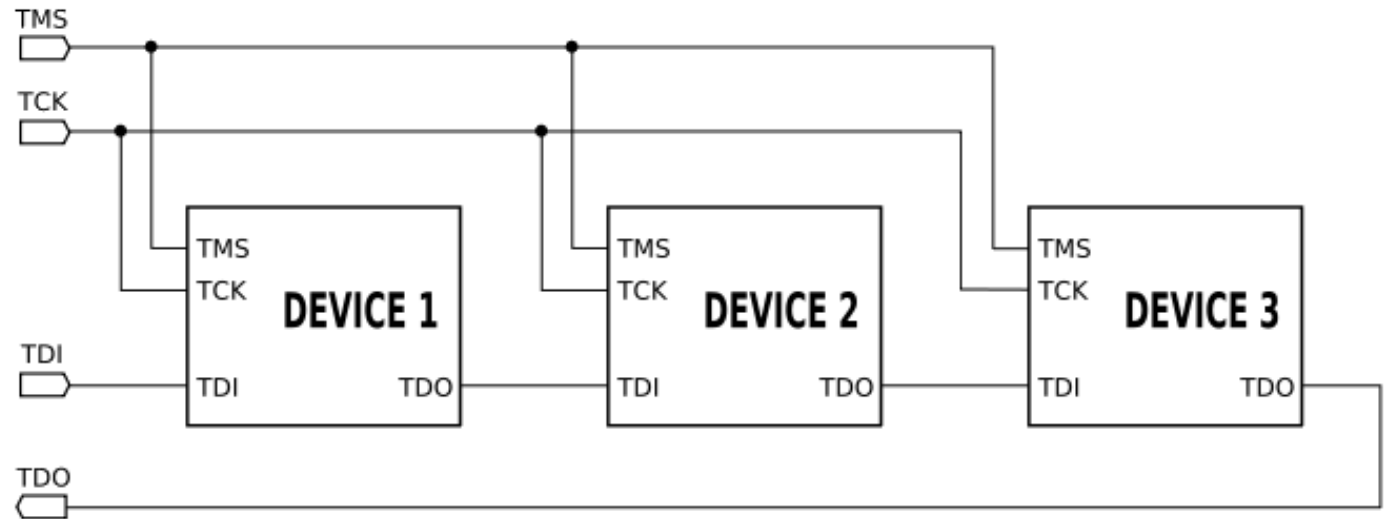 TMS
TCK
TMS
TCK
DEVICE 1
TDI
TDO
TMS
TCK
DEVICE 2
TDI
TDO
TMS
TCK
DEVICE 3
TDI
TDO
TDI
TDO